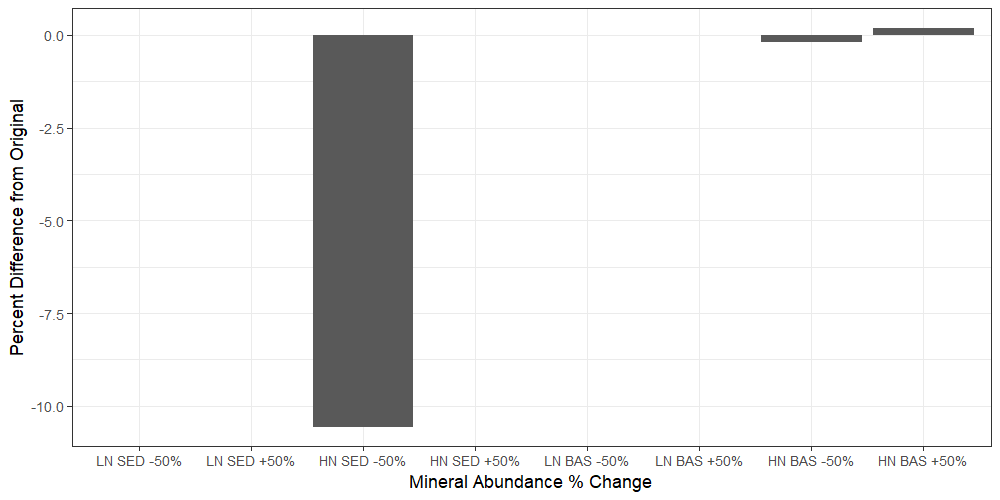 Percent Difference from Original
0.0
-2.5
-5.0
-7.5
-10.0
LN SED -50% LN SED +50% HN SED -50% HN SED +50% LN BAS -50% LN BAS +50% HN BAS -50% HN BAS +50%
Mineral Abundance % Change